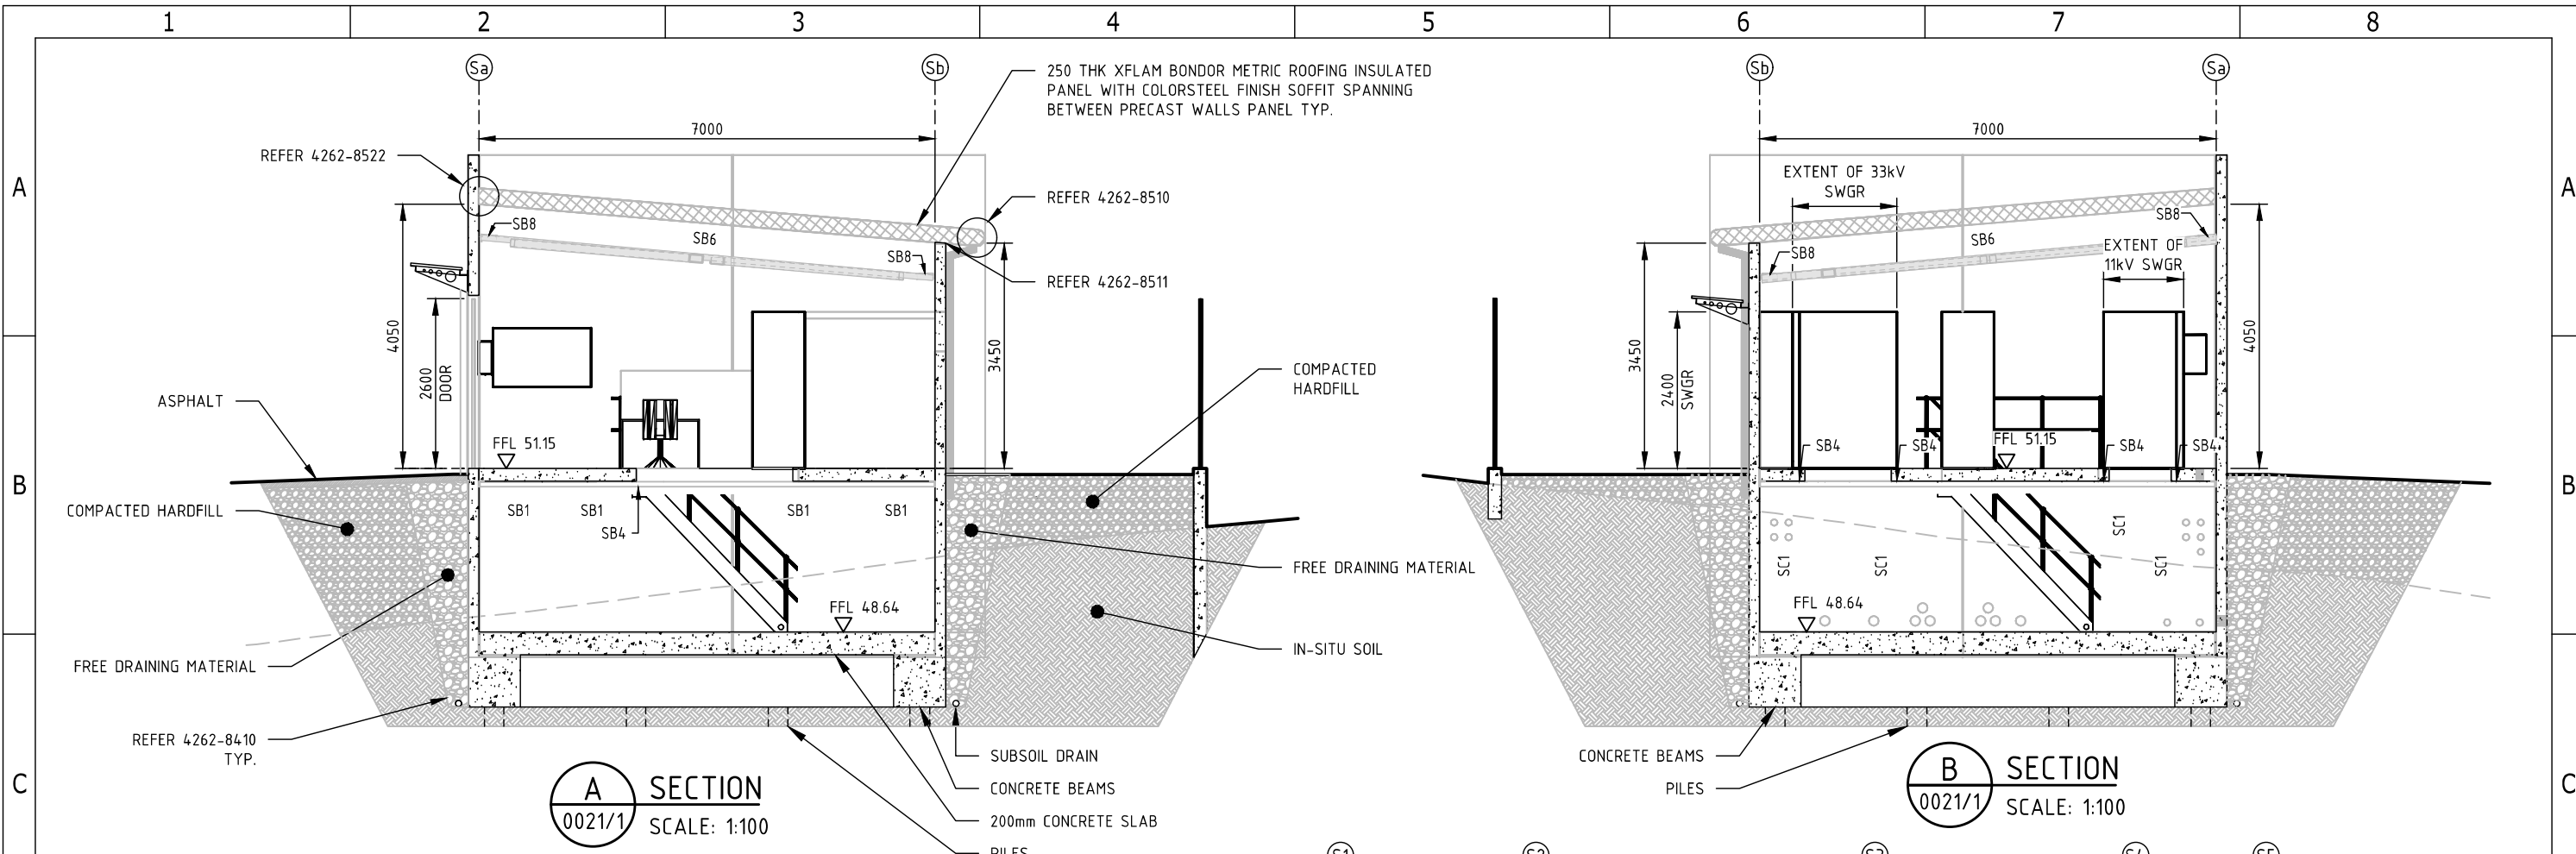 1 2 3 4 5 6 7 8
A
B
C
A
B
C
Sa
Sb
7000
250 THK XFLAM BONDOR METRIC ROOFING INSULATED
PANEL WITH COLORSTEEL FINISH SOFFIT SPANNING
BETWEEN PRECAST WALLS PANEL TYP.
REFER 4262-8522
REFER 4262-8510
SB8
SB6
SB8
REFER 4262-8511
4050
2600
DOOR
3450
ASPHALT
COMPACTED
HARDFILL
FFL 51.15
COMPACTED HARDFILL
SB1
SB1
SB1
SB1
SB4
FREE DRAINING MATERIAL
FFL 48.64
IN-SITU SOIL
FREE DRAINING MATERIAL
REFER 4262-8410
TYP.
SUBSOIL DRAIN
CONCRETE BEAMS
200mm CONCRETE SLAB
PILES
A
0021/1
SECTION
SCALE: 1:100
Sb
Sa
7000
EXTENT OF 33kV
SWGR
SB8
SB6
SB8
EXTENT OF
11kV SWGR
3450
2400
SWGR
4050
FFL 51.15
SB4
SB4
SB4
SB4
SC1
SC1
SC1
SC1
FFL 48.64
CONCRETE BEAMS
PILES
B
0021/1
SECTION
SCALE: 1:100
S1
S2
S3
S4
S5